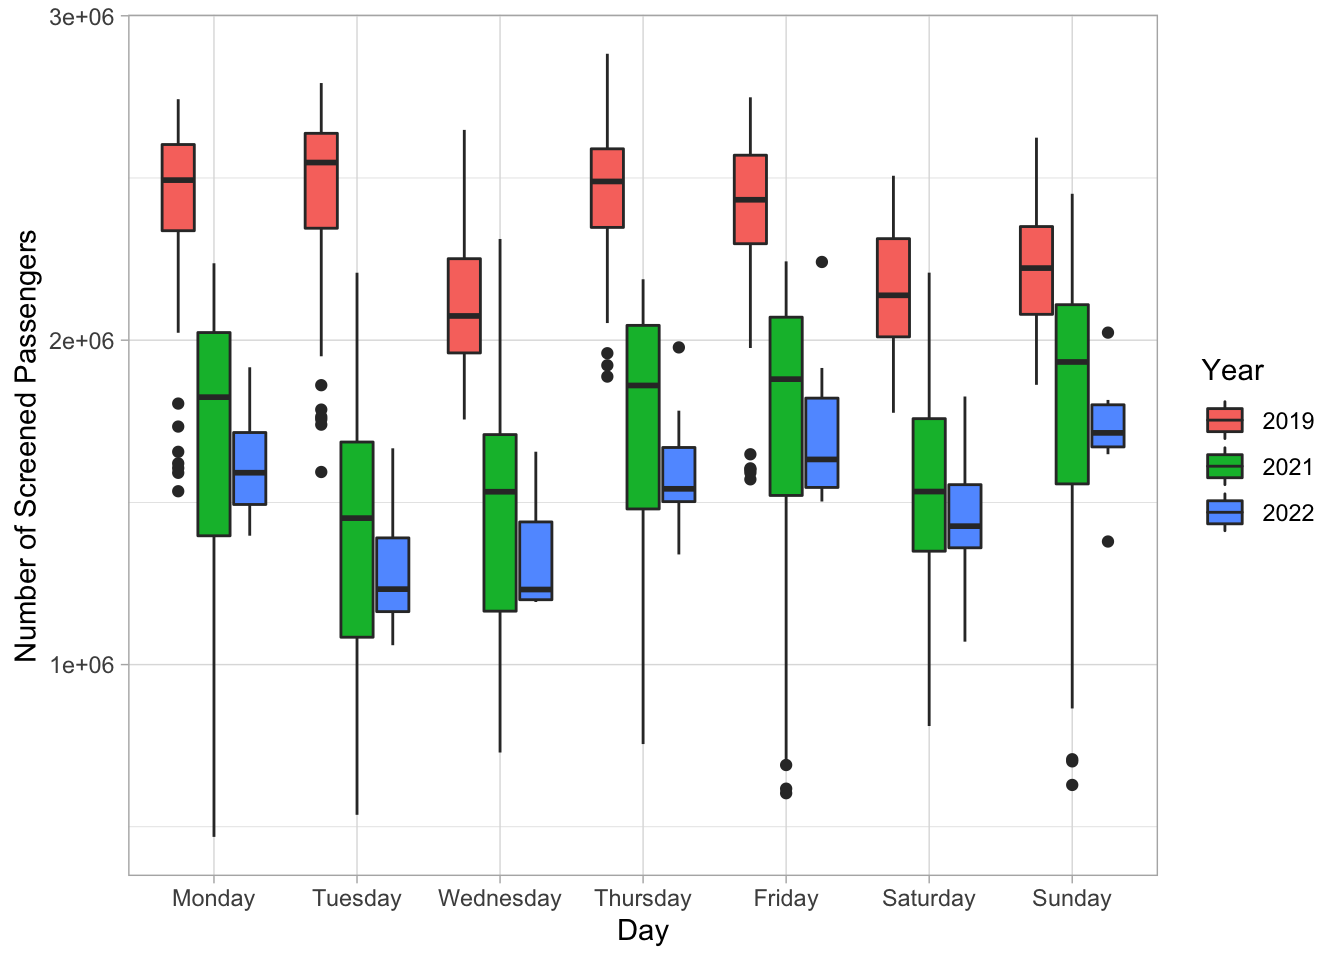 Number of Screened Passengers
3e+06
2e+06
1e+06
Monday Tuesday Wednesday Thursday Friday Saturday Sunday
Day
Year
2019
2021
2022